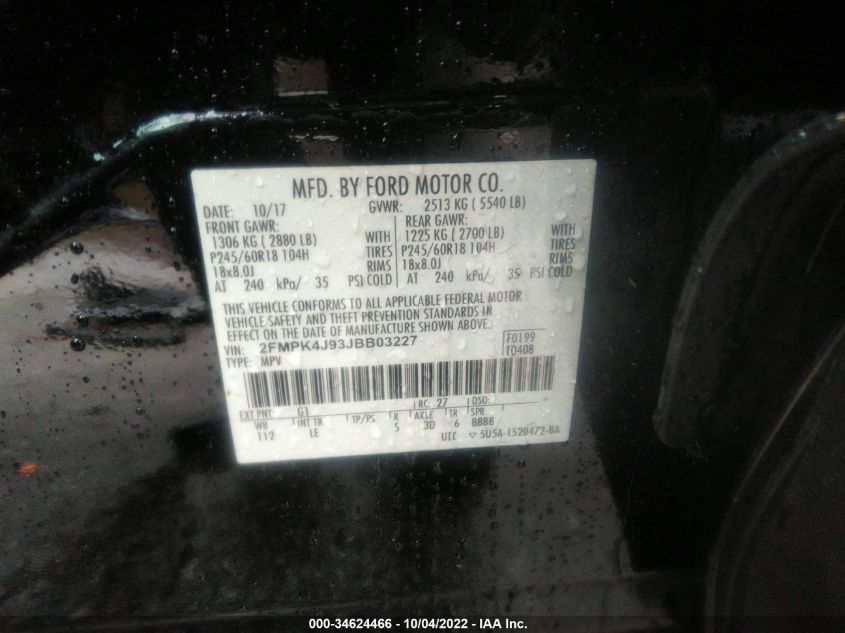 MFD. BY FORD MOTOR CO.
DATE: 10/17 GVWR: 2513 KG ( 5540 LB)
FRONT GAWR: REAR GAWR:
1306 KG ( 2880 LB) WITH 1225 KG ( 2700 LB) WITH
P245/60R18 104H TIRES P245/60R18 104H TIRES
18x8.0J RIMS 18x8.0J RIMS
AT 240 kPa/ 35 PSI COLD AT 240 kPa/ 35 PSI COLD
THIS VEHICLE CONFORMS TO ALL APPLICABLE FEDERAL MOTOR
VEHICLE SAFETY AND THEFT PREVENTION STANDARDS IN
EFFECT ON THE DATE OF MANUFACTURE SHOWN ABOVE.
VIN: 2FMPK4J93JBB03227 F0199
TYPE: MPV T0408
EXT PNT: G1 RC: 27 DSO:
WB INT TR TP/PS R AXLE TR SPR
112 LE S 3D 6 BBBB
UTC ▽ 5U5A-1520472-BA
000-34624466 - 10/04/2022 - IAA Inc.